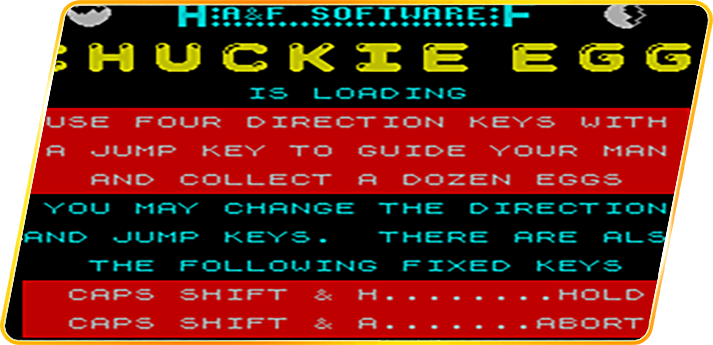 A&F SOFTWARE
CHUCKIE EGG
IS LOADING
USE FOUR DIRECTION KEYS WITH
A JUMP KEY TO GUIDE YOUR MAN
AND COLLECT A DOZEN EGGS
YOU MAY CHANGE THE DIRECTION
AND JUMP KEYS. THERE ARE ALS
THE FOLLOWING FIXED KEYS
CAPS SHIFT & H........HOLD
CAPS SHIFT & A.......ABORT